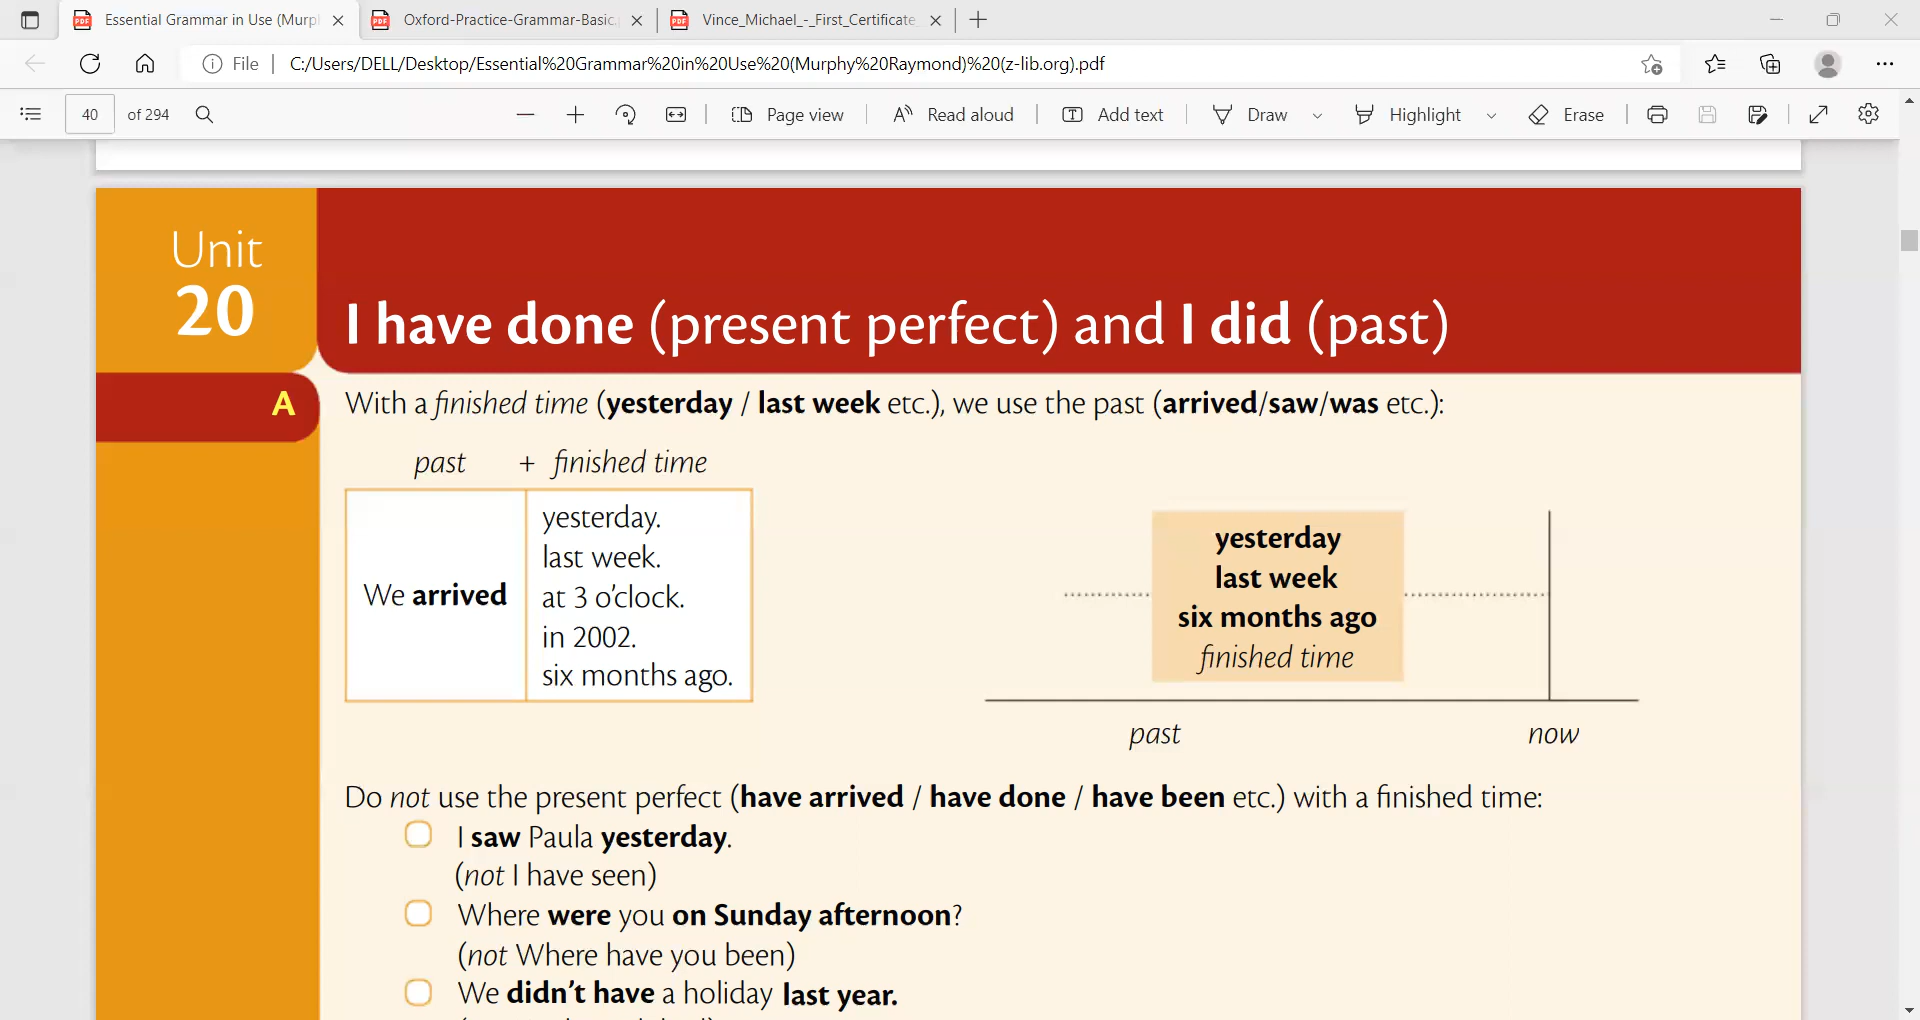 Essential Grammar in Use (Murp
Oxford-Practice-Grammar-Basic.
Vince_Michael_-_First_Certificate_
File
C:/Users/DELL/Desktop/Essential%20Grammar%20in%20Use%20(Murphy%20Raymond)%20(z-lib.org).pdf
40 of 294
Page view
Read aloud
Add text
Draw
Highlight
Erase
Unit
20
I have done (present perfect) and I did (past)
A
With a finished time (yesterday / last week etc.), we use the past (arrived/saw/was etc.):
past + finished time
We arrived
yesterday.
last week.
at 3 o'clock.
in 2002.
six months ago.
yesterday
last week
six months ago
finished time
past
now
Do not use the present perfect (have arrived / have done / have been etc.) with a finished time:
I saw Paula yesterday.
(not I have seen)
Where were you on Sunday afternoon?
(not Where have you been)
We didn't have a holiday last year.